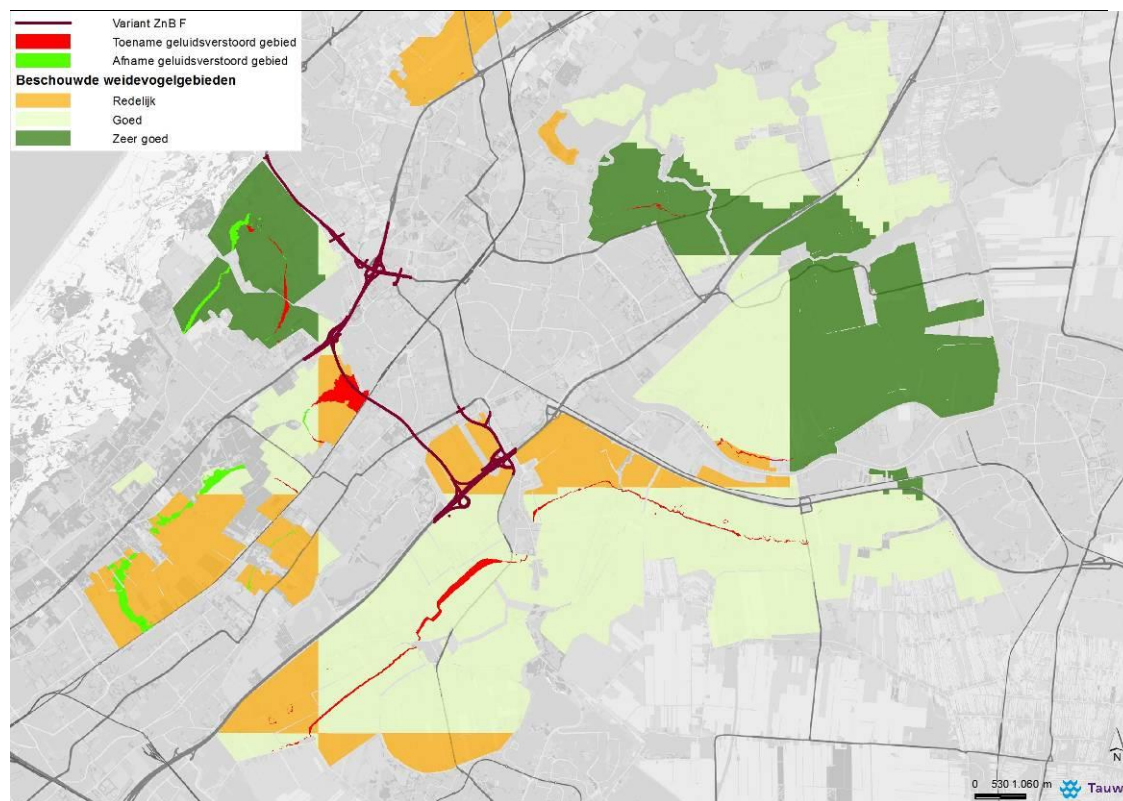 Variant ZnB F
Toename geluidsverstoord gebied
Afname geluidsverstoord gebied
Beschouwde weidevogelgebieden
Redelijk
Goed
Zeer goed
N
0 530 1.060 m
Tauw